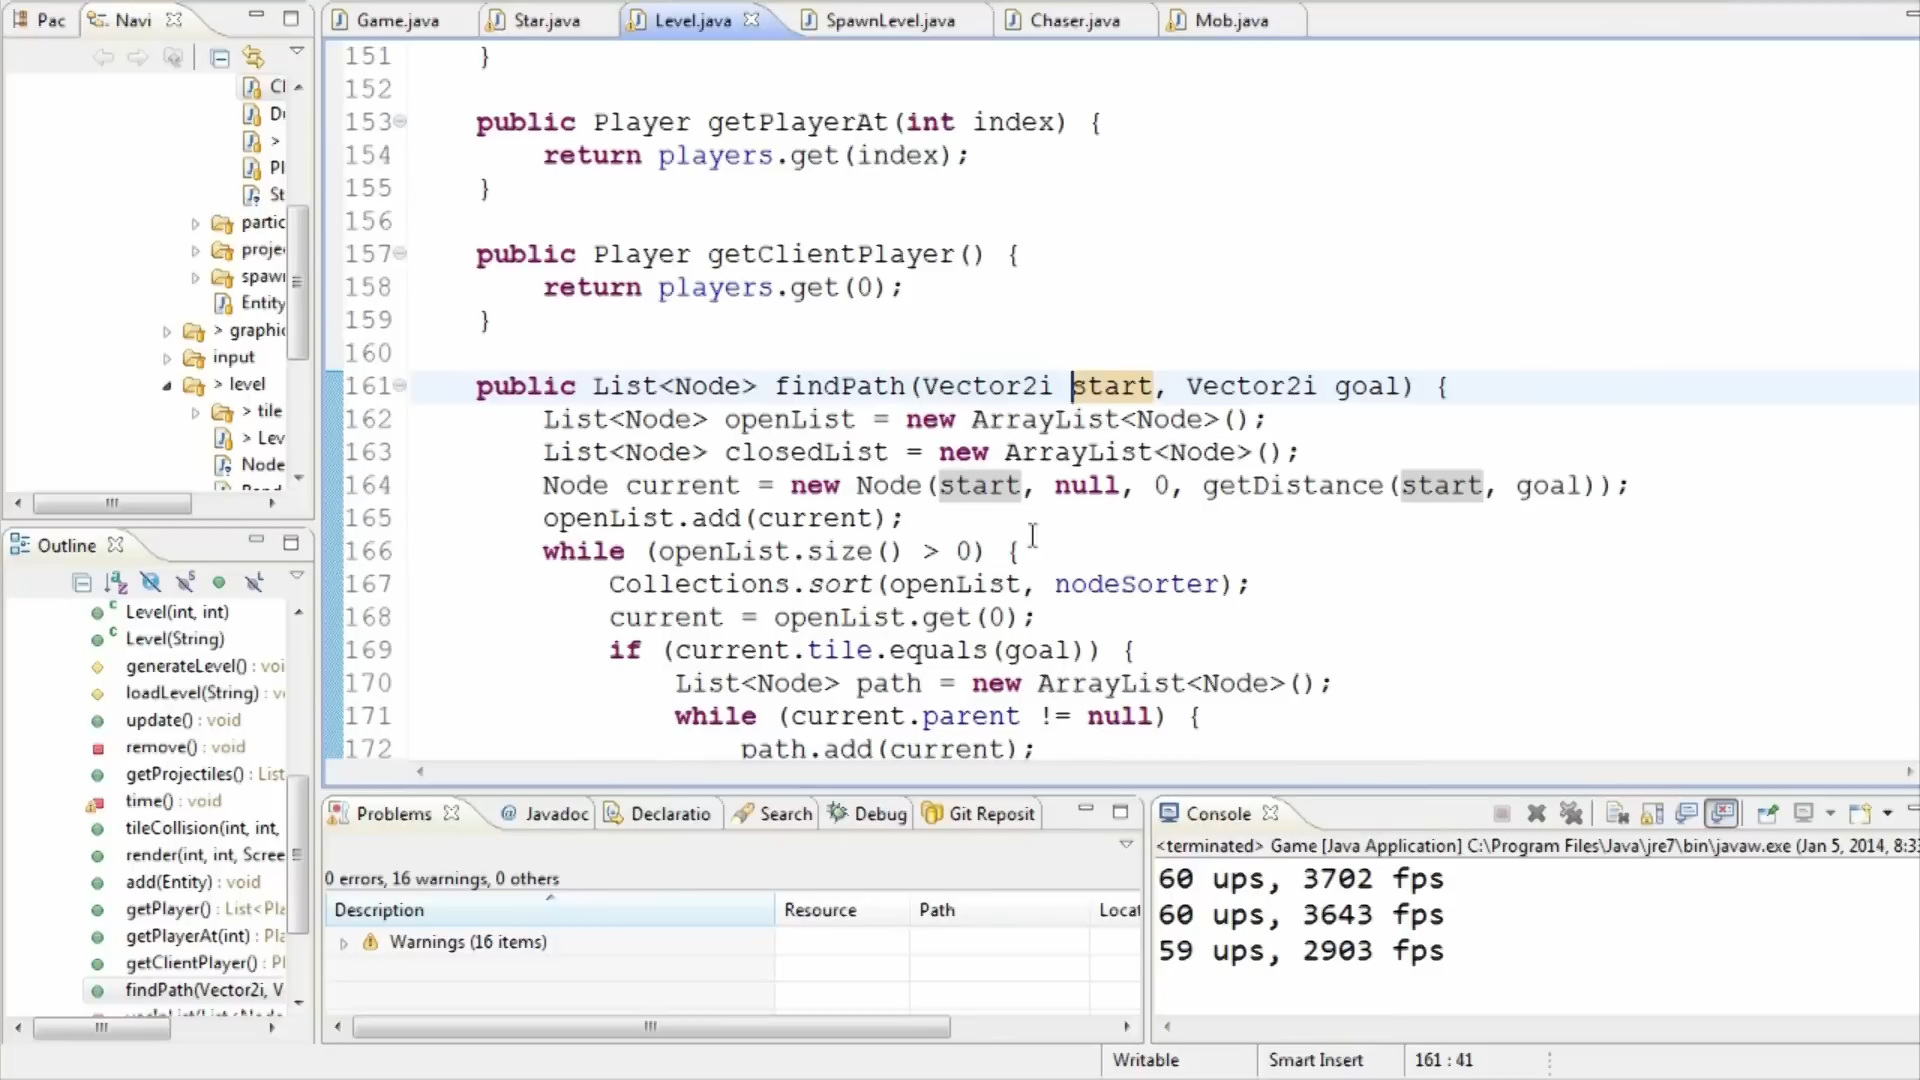 Pac
Navi
Game.java
Star.java
Level.java
SpawnLevel.java
Chaser.java
Mob.java
>
partic
spawn
Entity
> graphic
input
> level
> tile
> Lev
Node
151 }
152
153 public Player getPlayerAt(int index) {
154 return players.get(index);
155 }
156
157 public Player getClientPlayer() {
158 return players.get(0);
159 }
160
161 public List<Node> findPath(Vector2i start, Vector2i goal) {
162 List<Node> openList = new ArrayList<Node>();
163 List<Node> closedList = new ArrayList<Node>();
164 Node current = new Node(start, null, 0, getDistance(start, goal));
165 openList.add(current);
166 while (openList.size() > 0) {
167 Collections.sort(openList, nodeSorter);
168 current = openList.get(0);
169 if (current.tile.equals(goal)) {
170 List<Node> path = new ArrayList<Node>();
171 while (current.parent != null) {
172 path.add(current);
Outline
Level(int, int)
Level(String)
generateLevel() : voi
loadLevel(String) : v
update() : void
remove() : void
getProjectiles() : List
time() : void
tileCollision(int, int,
render(int, int, Scree
add(Entity) : void
getPlayer() : List<Pla
getPlayerAt(int) : Pla
getClientPlayer() : Pl
findPath(Vector2i, V
Problems
@ Javadoc
Declaratio
Search
Debug
Git Reposit
0 errors, 16 warnings, 0 others
Description
Resource
Path
Locat
Warnings (16 items)
Console
<terminated> Game [Java Application] C:\Program Files\Java\jre7\bin\javaw.exe (Jan 5, 2014, 8:33
60 ups, 3702 fps
60 ups, 3643 fps
59 ups, 2903 fps
Writable
Smart Insert
161 : 41